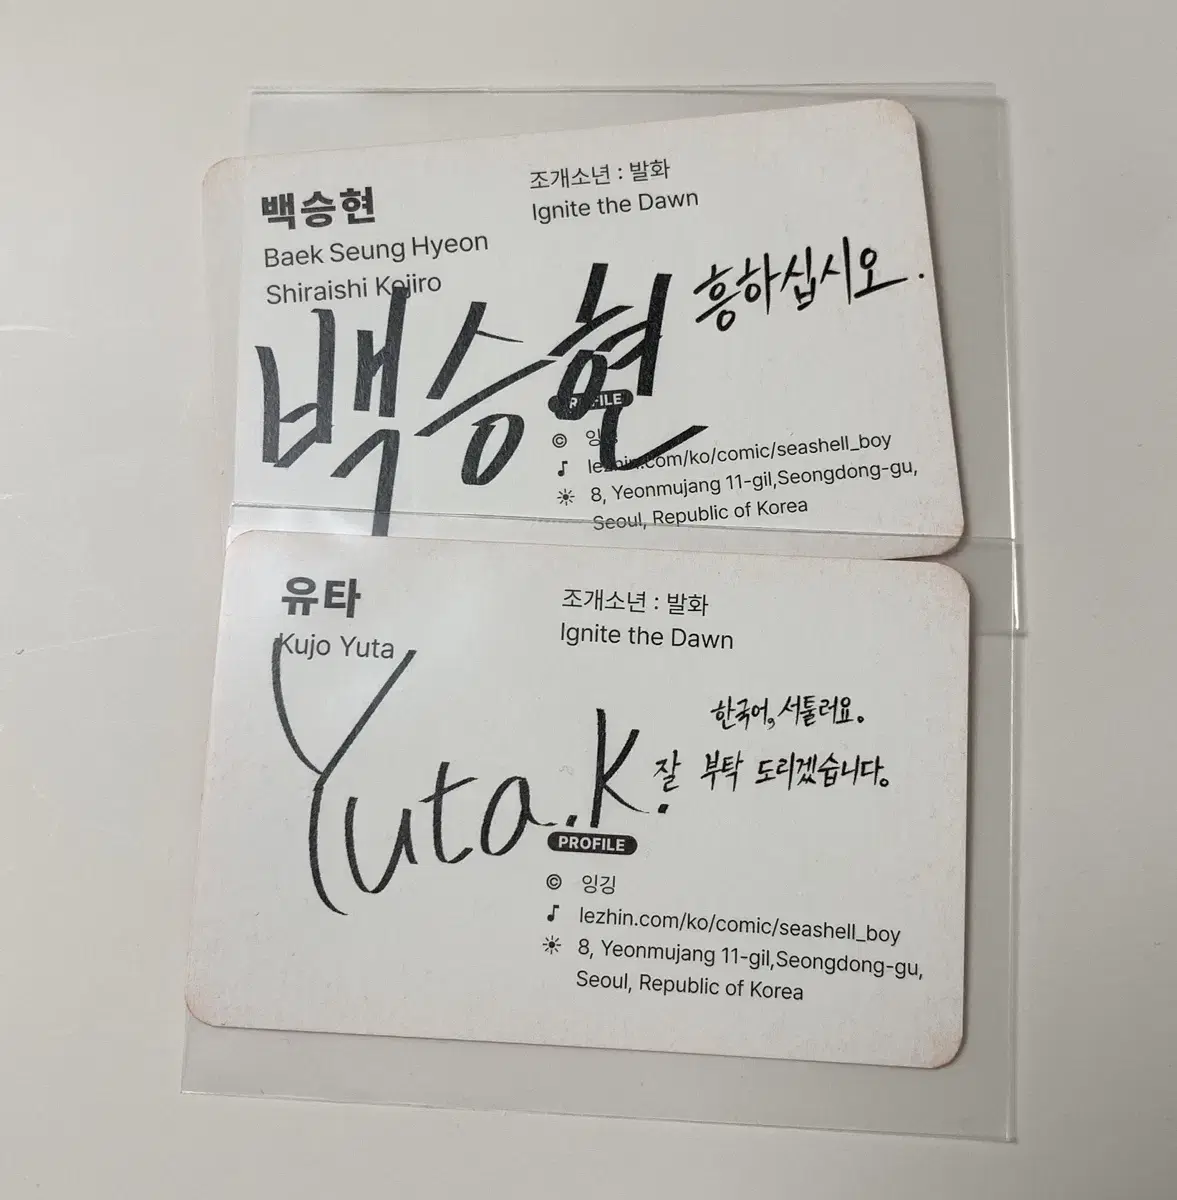 백승현
Baek Seung Hyeon
Shiraishi Kojiro
조개소년 : 발화
Ignite the Dawn
흥하십시오.
백승현
PROFILE
©
lezhin.com/ko/comic/seashell_boy
8, Yeonmujang 11-gil,Seongdong-gu,
Seoul, Republic of Korea
유타
Kujo Yuta
조개소년 : 발화
Ignite the Dawn
한국어, 서툴러요.
잘 부탁 도리겠습니다.
Yuta.K.
PROFILE
© 잉깅
lezhin.com/ko/comic/seashell_boy
8, Yeonmujang 11-gil,Seongdong-gu,
Seoul, Republic of Korea